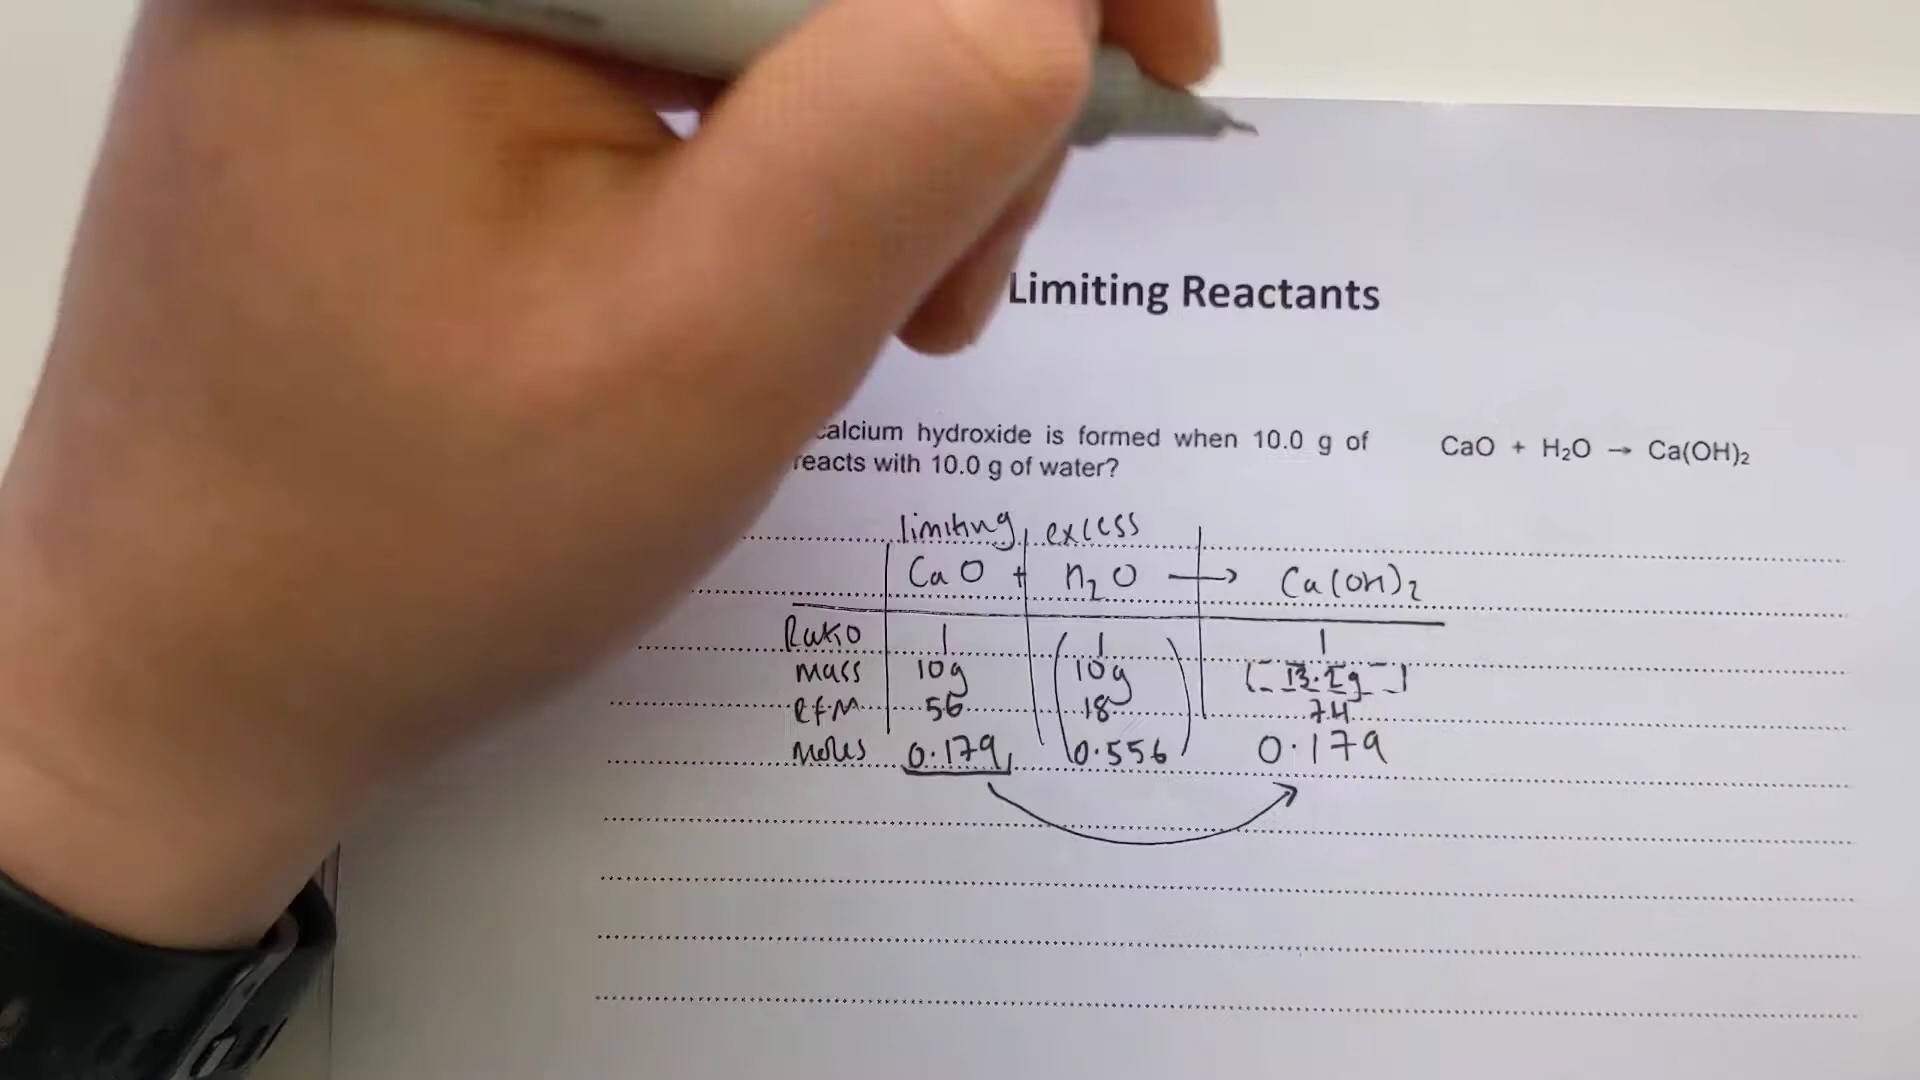 Limiting Reactants
calcium hydroxide is formed when 10.0 g of
reacts with 10.0 g of water?
CaO + H₂O → Ca(OH)₂
limiting excess
CaO + H₂O → Ca(OH)₂
Ratio 1 1 1
mass 10g 10g 13.2g
RFM 56 18 74
Moles 0.179 0.556 0.179